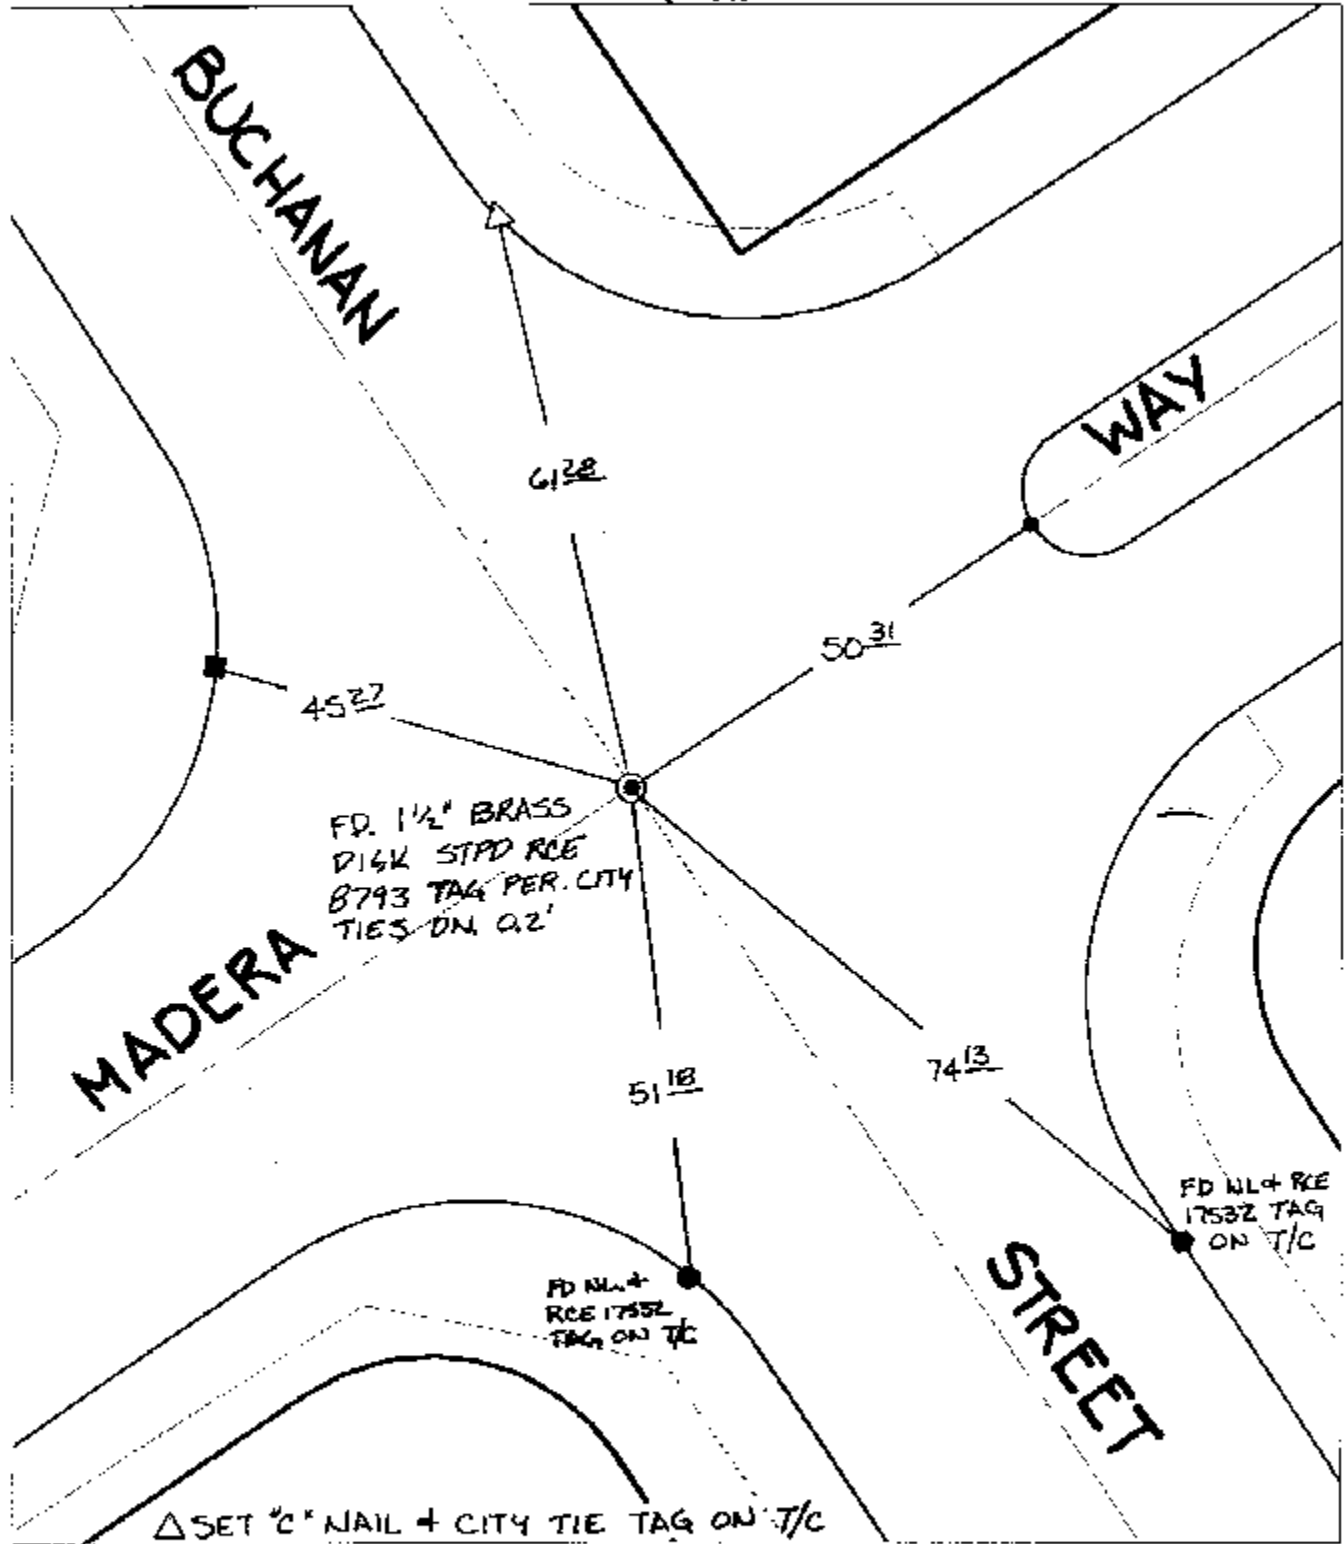 BUCHANAN
WAY
61 28
50 31
45 27
FD. 1½" BRASS
DISK STPD RCE
8793 TAG PER. CITY
TIES DN. 0.2'
MADERA
74 13
51 18
FD NL & RCE
17532 TAG
ON T/C
FD NL &
RCE 17532
TAG ON T/C
STREET
△ SET "C" NAIL & CITY TIE TAG ON T/C